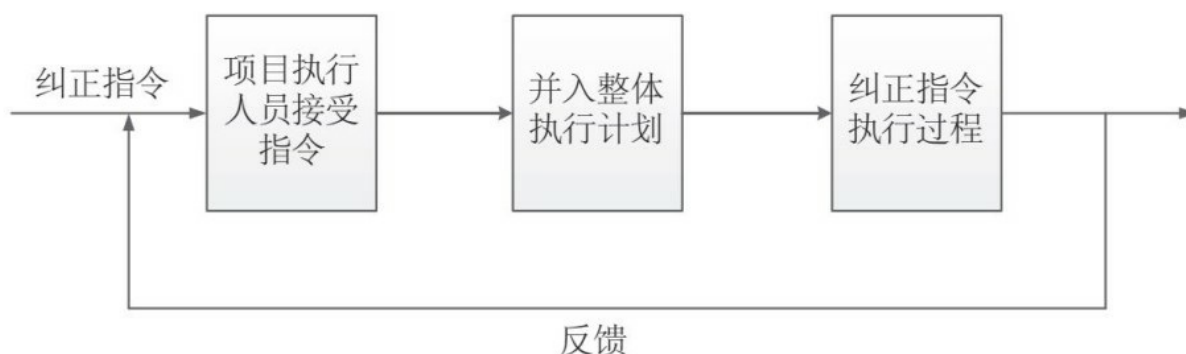 纠正指令
项目执行
人员接受
指令
并入整体
执行计划
纠正指令
执行过程
反馈